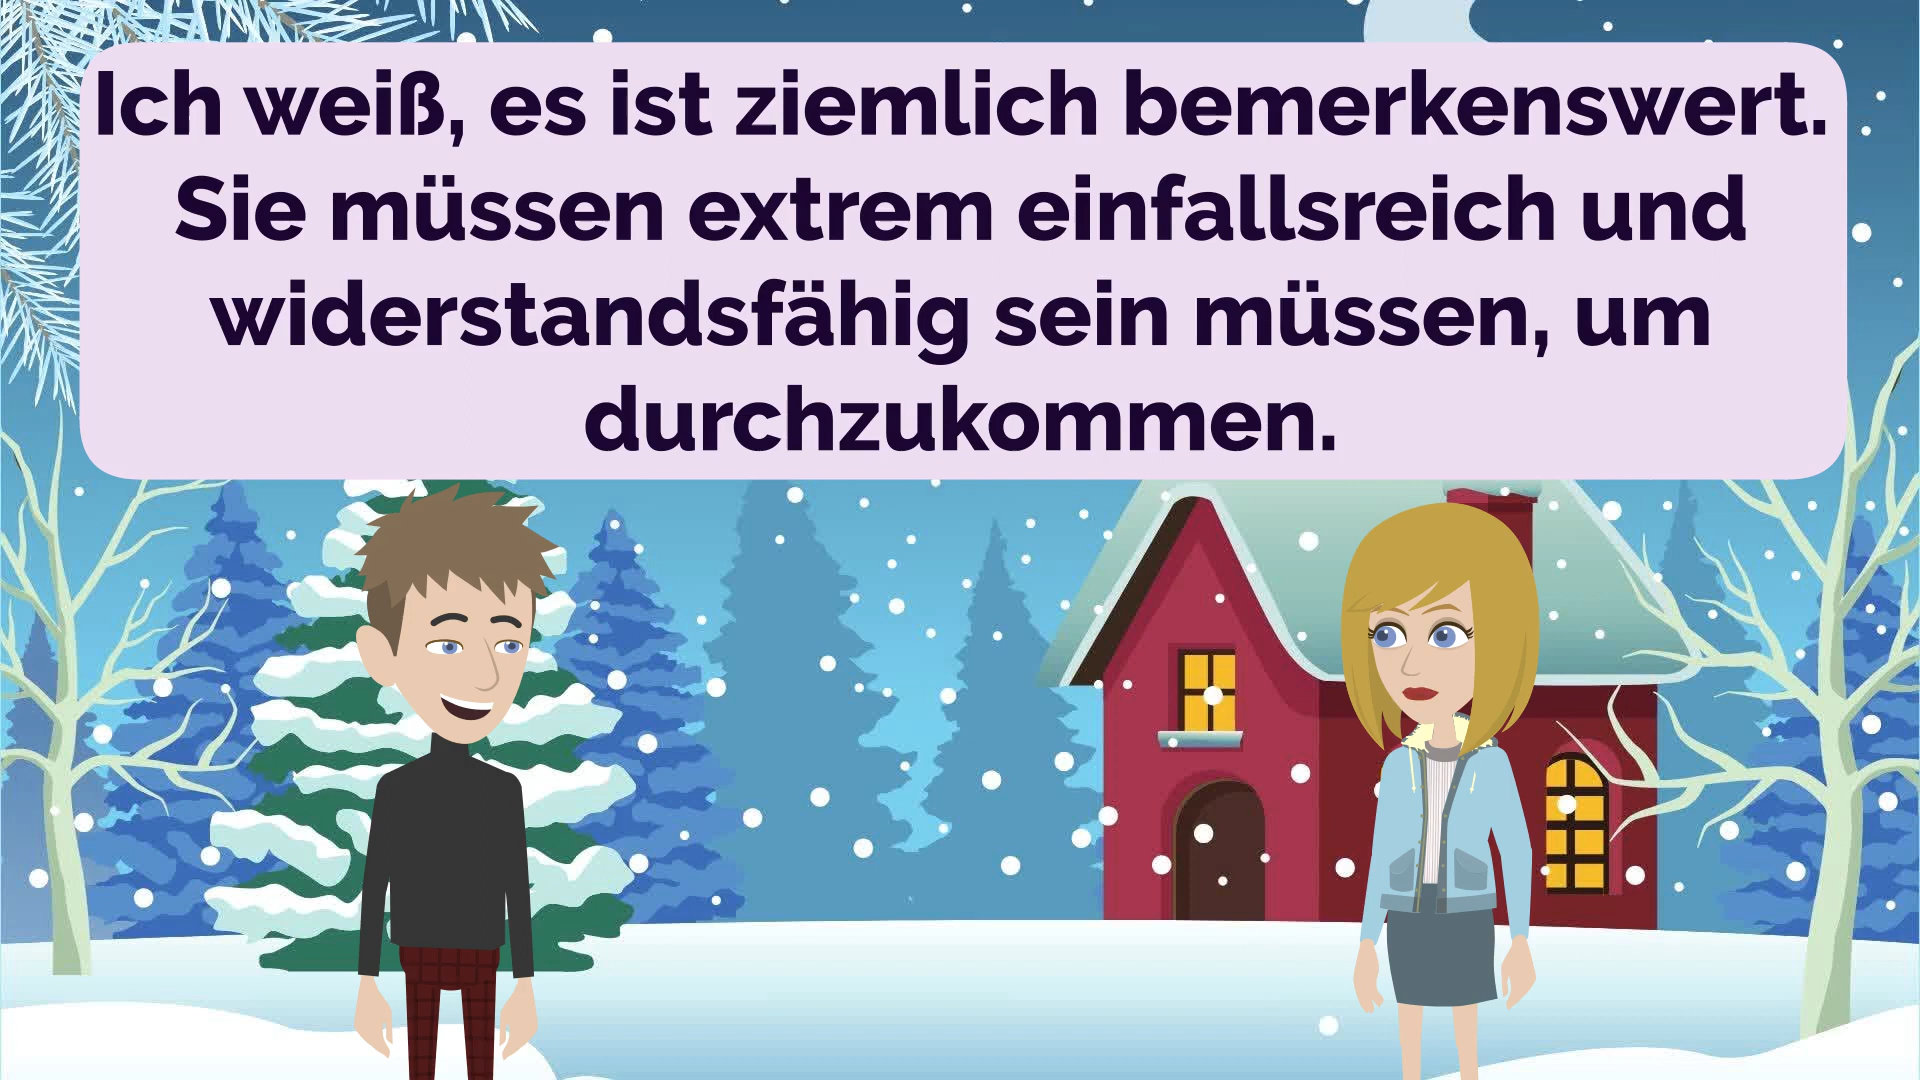 Ich weiß, es ist ziemlich bemerkenswert.
Sie müssen extrem einfallsreich und
widerstandsfähig sein müssen, um
durchzukommen.